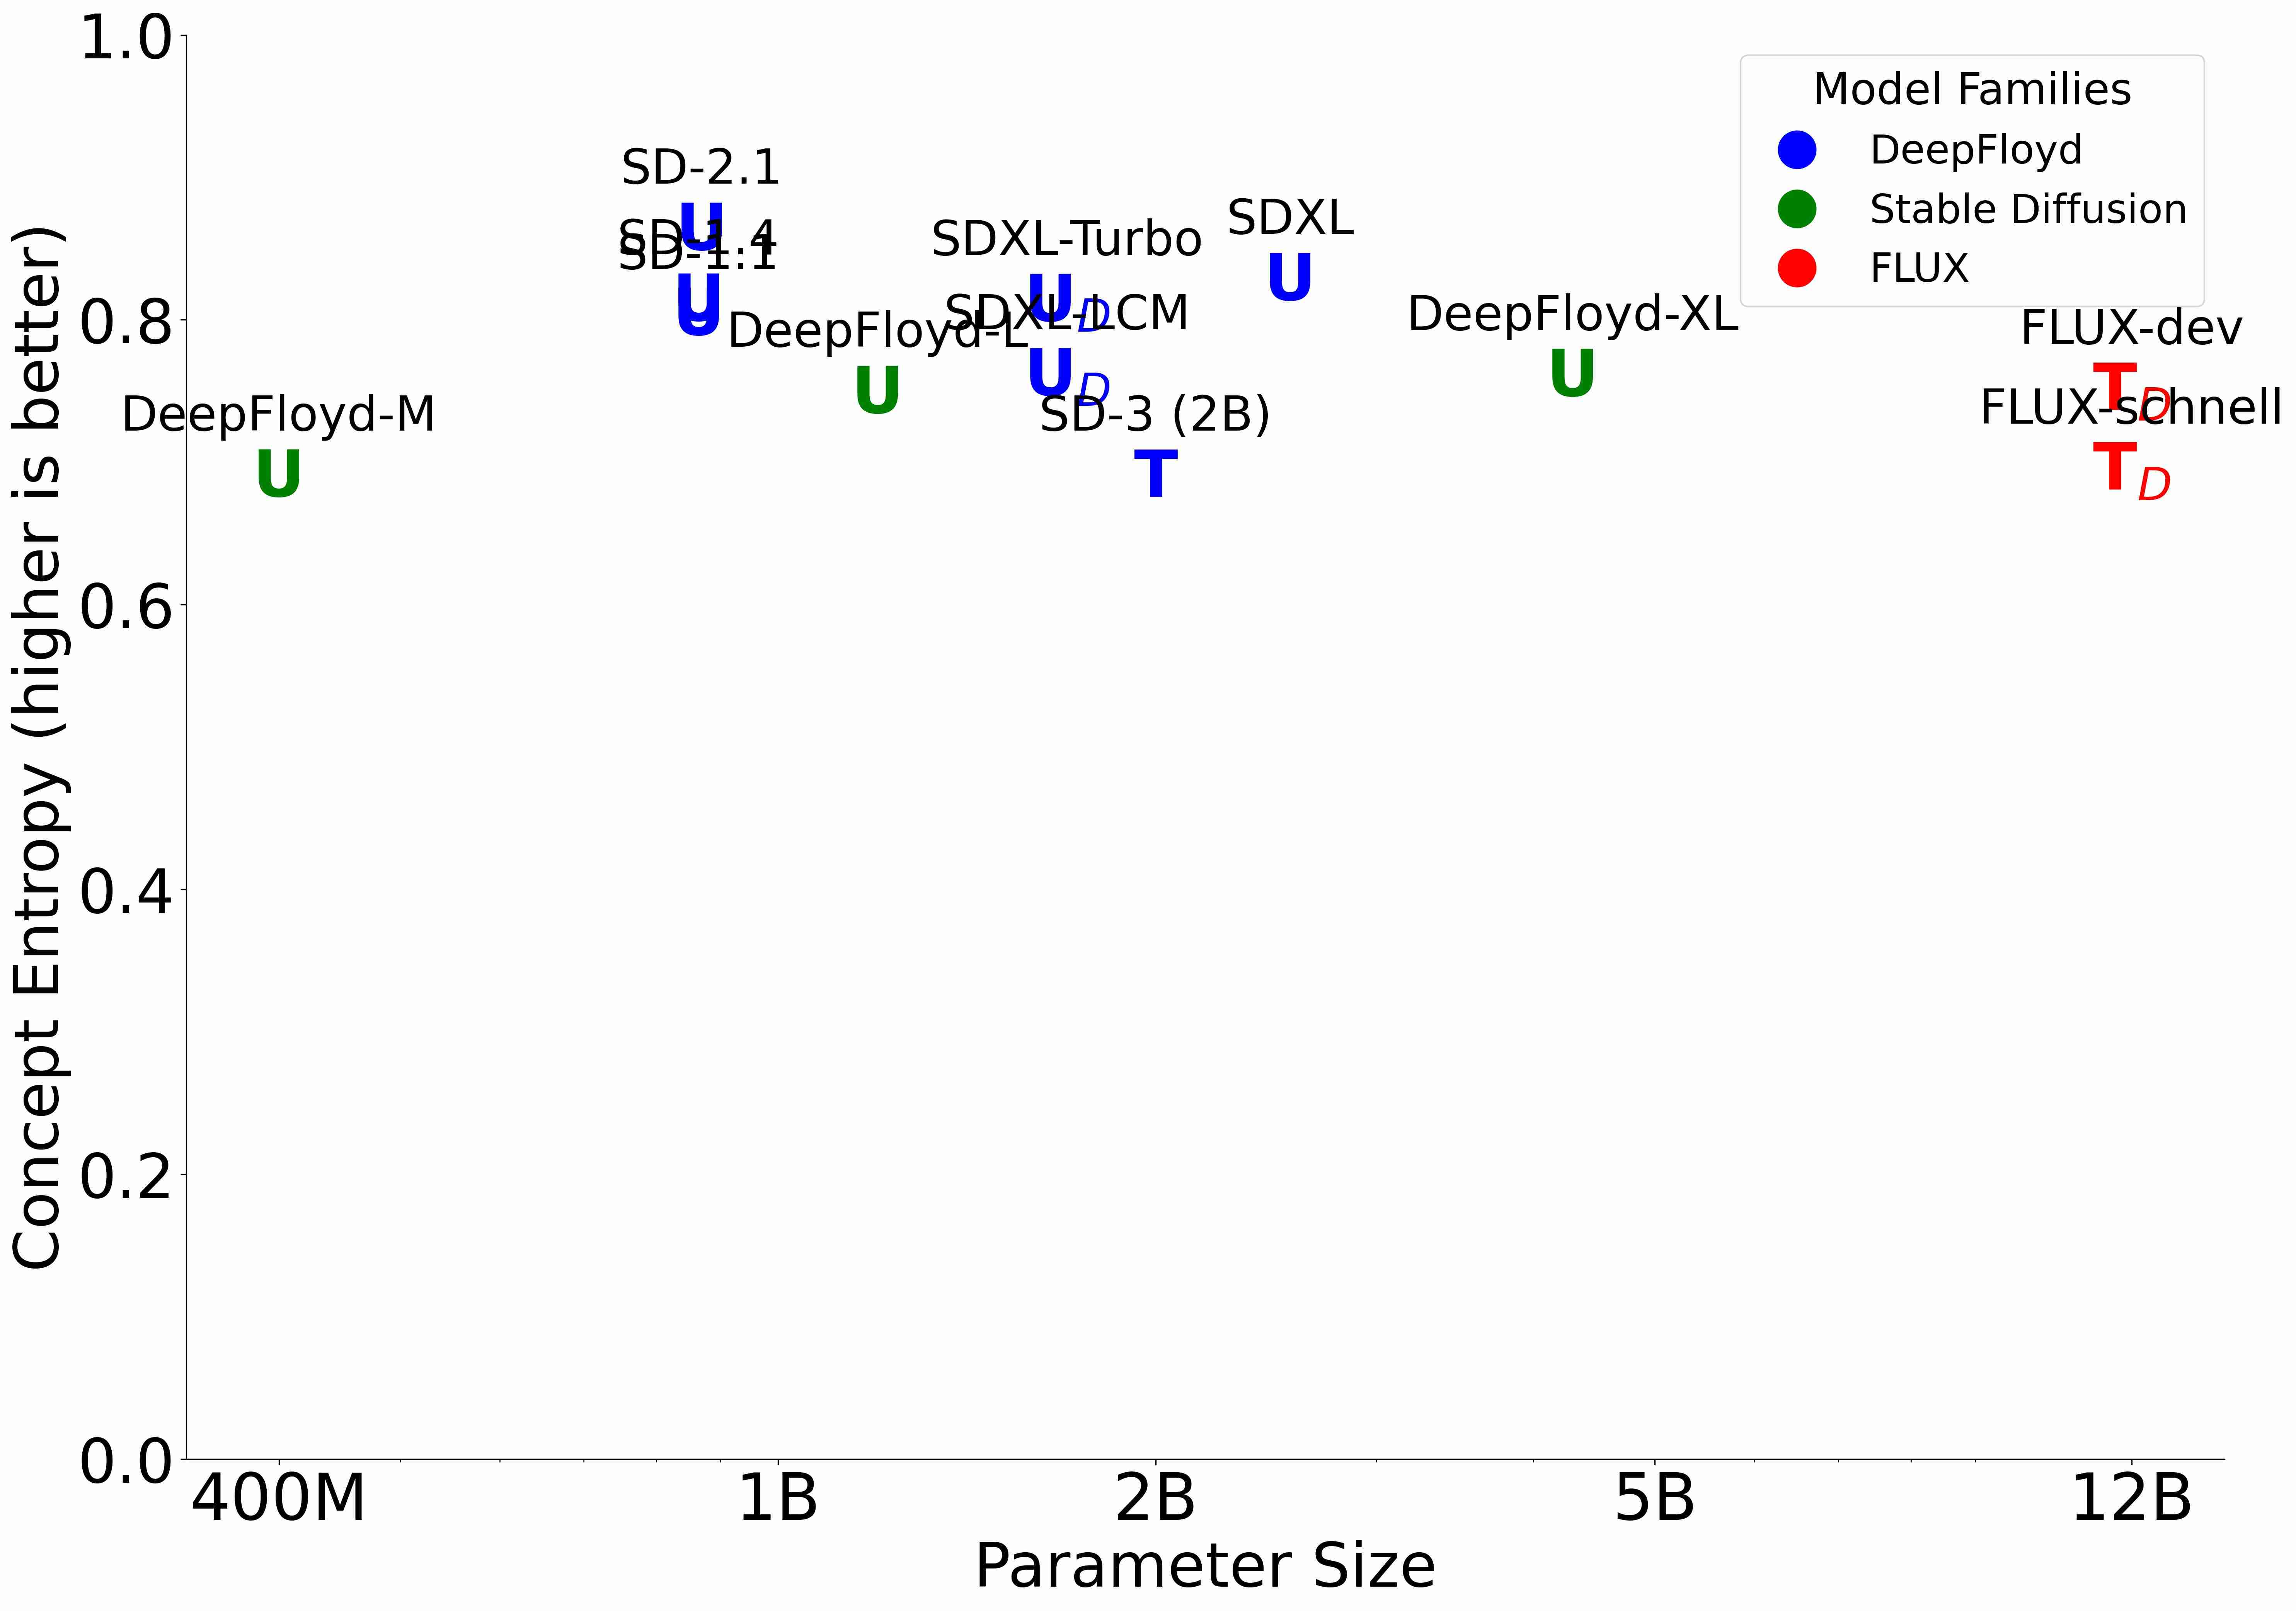 Concept Entropy (higher is better)
1.0
0.8
0.6
0.4
0.2
0.0
Model Families
DeepFloyd
Stable Diffusion
FLUX
SD-2.1
U
SD-1.4
SD-1.1
U
U
SDXL-Turbo
U D
SDXL
U
SDXL-LCM
U D
DeepFloyd-L
U
DeepFloyd-XL
U
FLUX-dev
T D
DeepFloyd-M
U
SD-3 (2B)
T
FLUX-schnell
T D
400M
1B
2B
5B
12B
Parameter Size